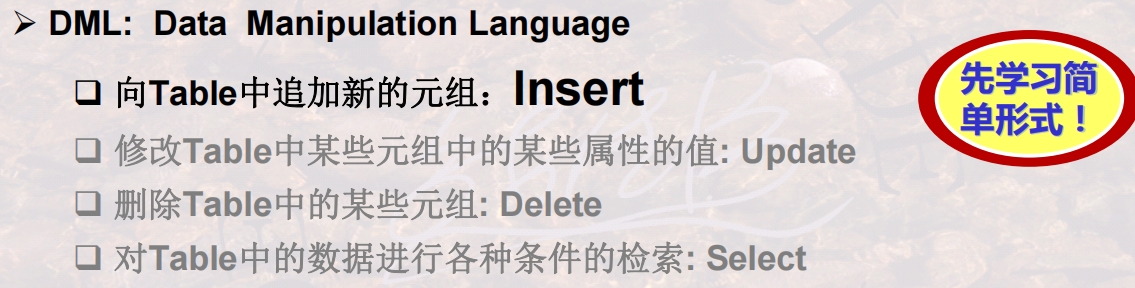 ➢ DML: Data Manipulation Language
❑ 向Table中追加新的元组：Insert
❑ 修改Table中某些元组中的某些属性的值: Update
❑ 删除Table中的某些元组: Delete
❑ 对Table中的数据进行各种条件的检索: Select
先学习简
单形式！